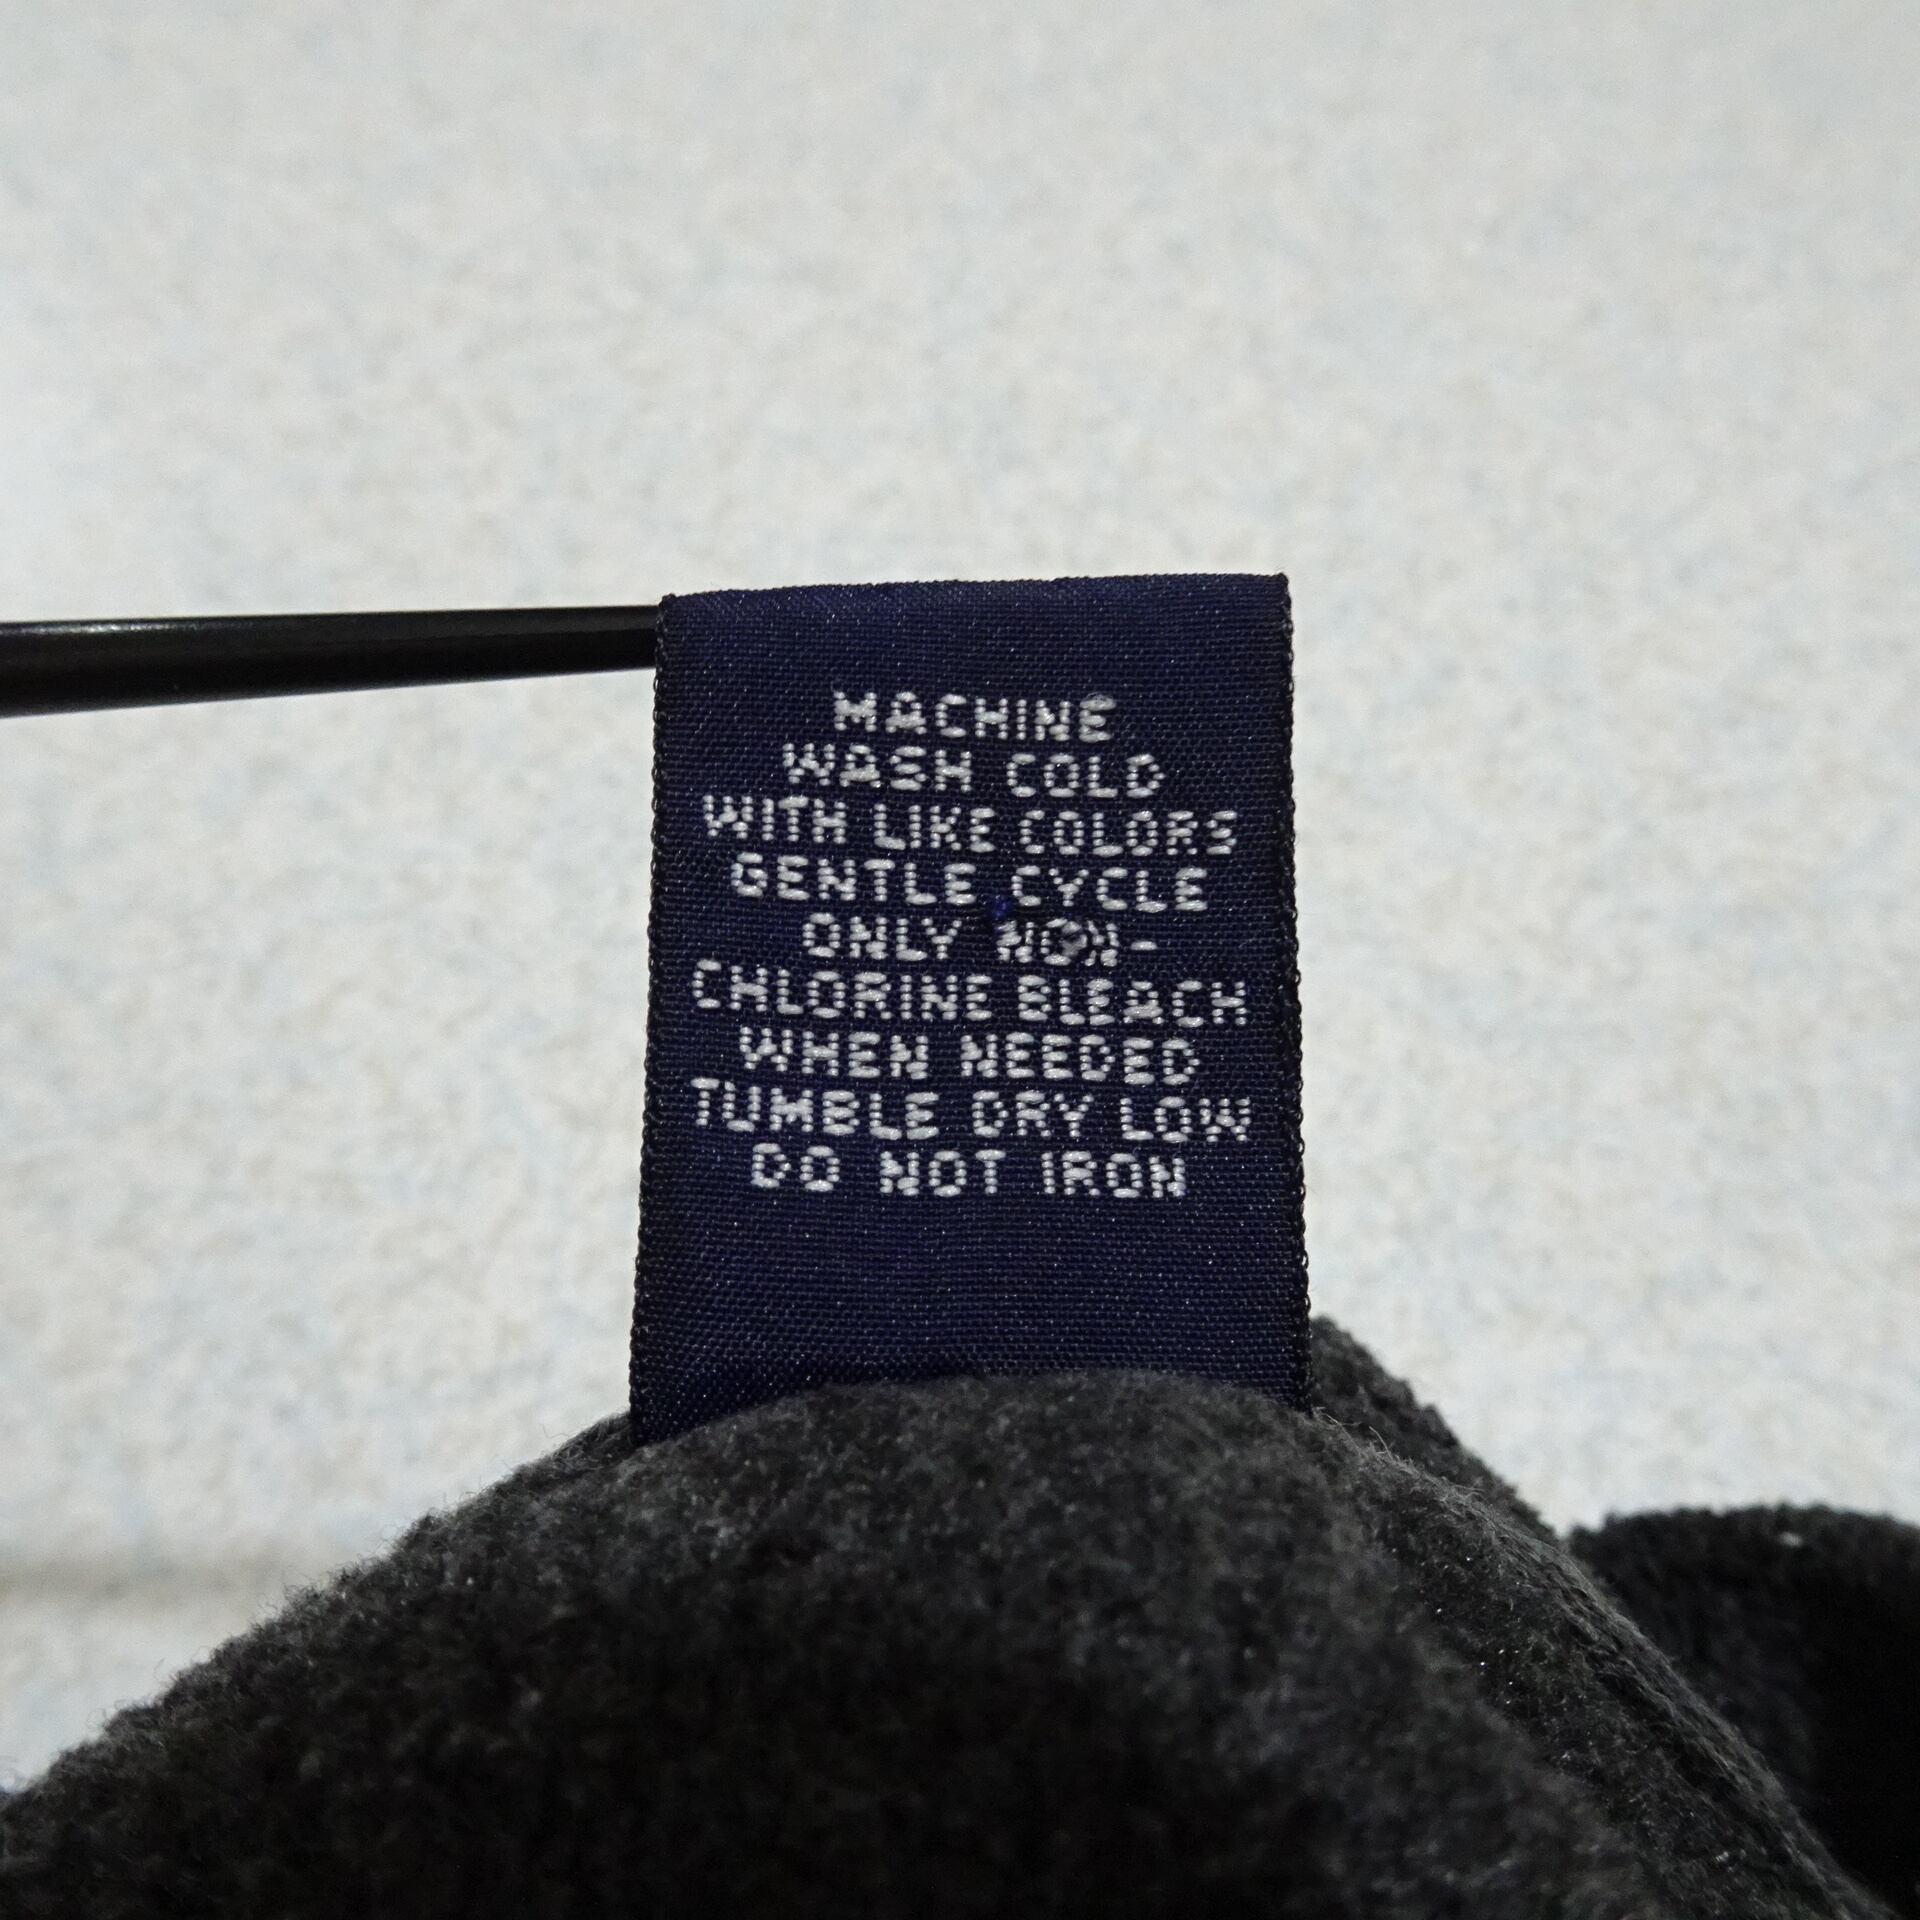 MACHINE
WASH COLD
WITH LIKE COLORS
GENTLE CYCLE
ONLY NON-
CHLORINE BLEACH
WHEN NEEDED
TUMBLE DRY LOW
DO NOT IRON